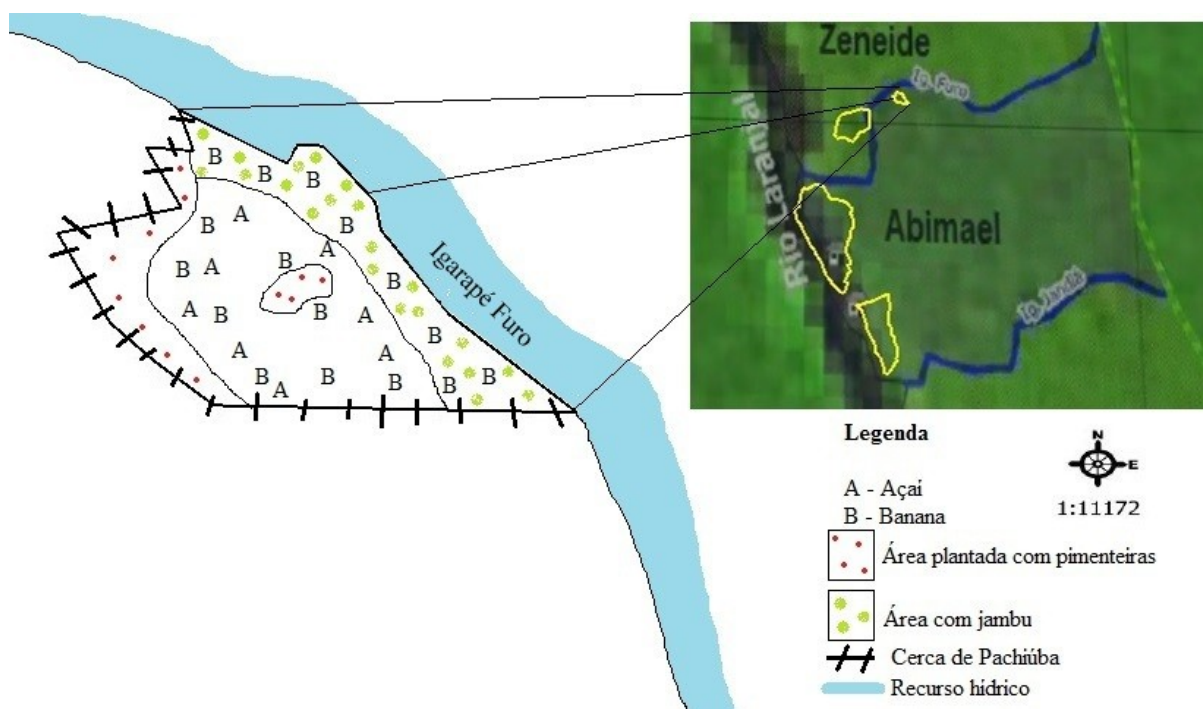 Zeneide
Ig. Furu
Rio Laranjal
Abimael
Ig. Jandiá
B
B
B
B
A
B
A
B
B
A
B
B
A
B
B
A
B
A
A
B
B
A
B
B
B
B
Igarapé Furo
Legenda
A - Açaí
B - Banana
N
E
1:11172
Área plantada com pimenteiras
Área com jambu
Cerca de Pachiúba
Recurso hídrico